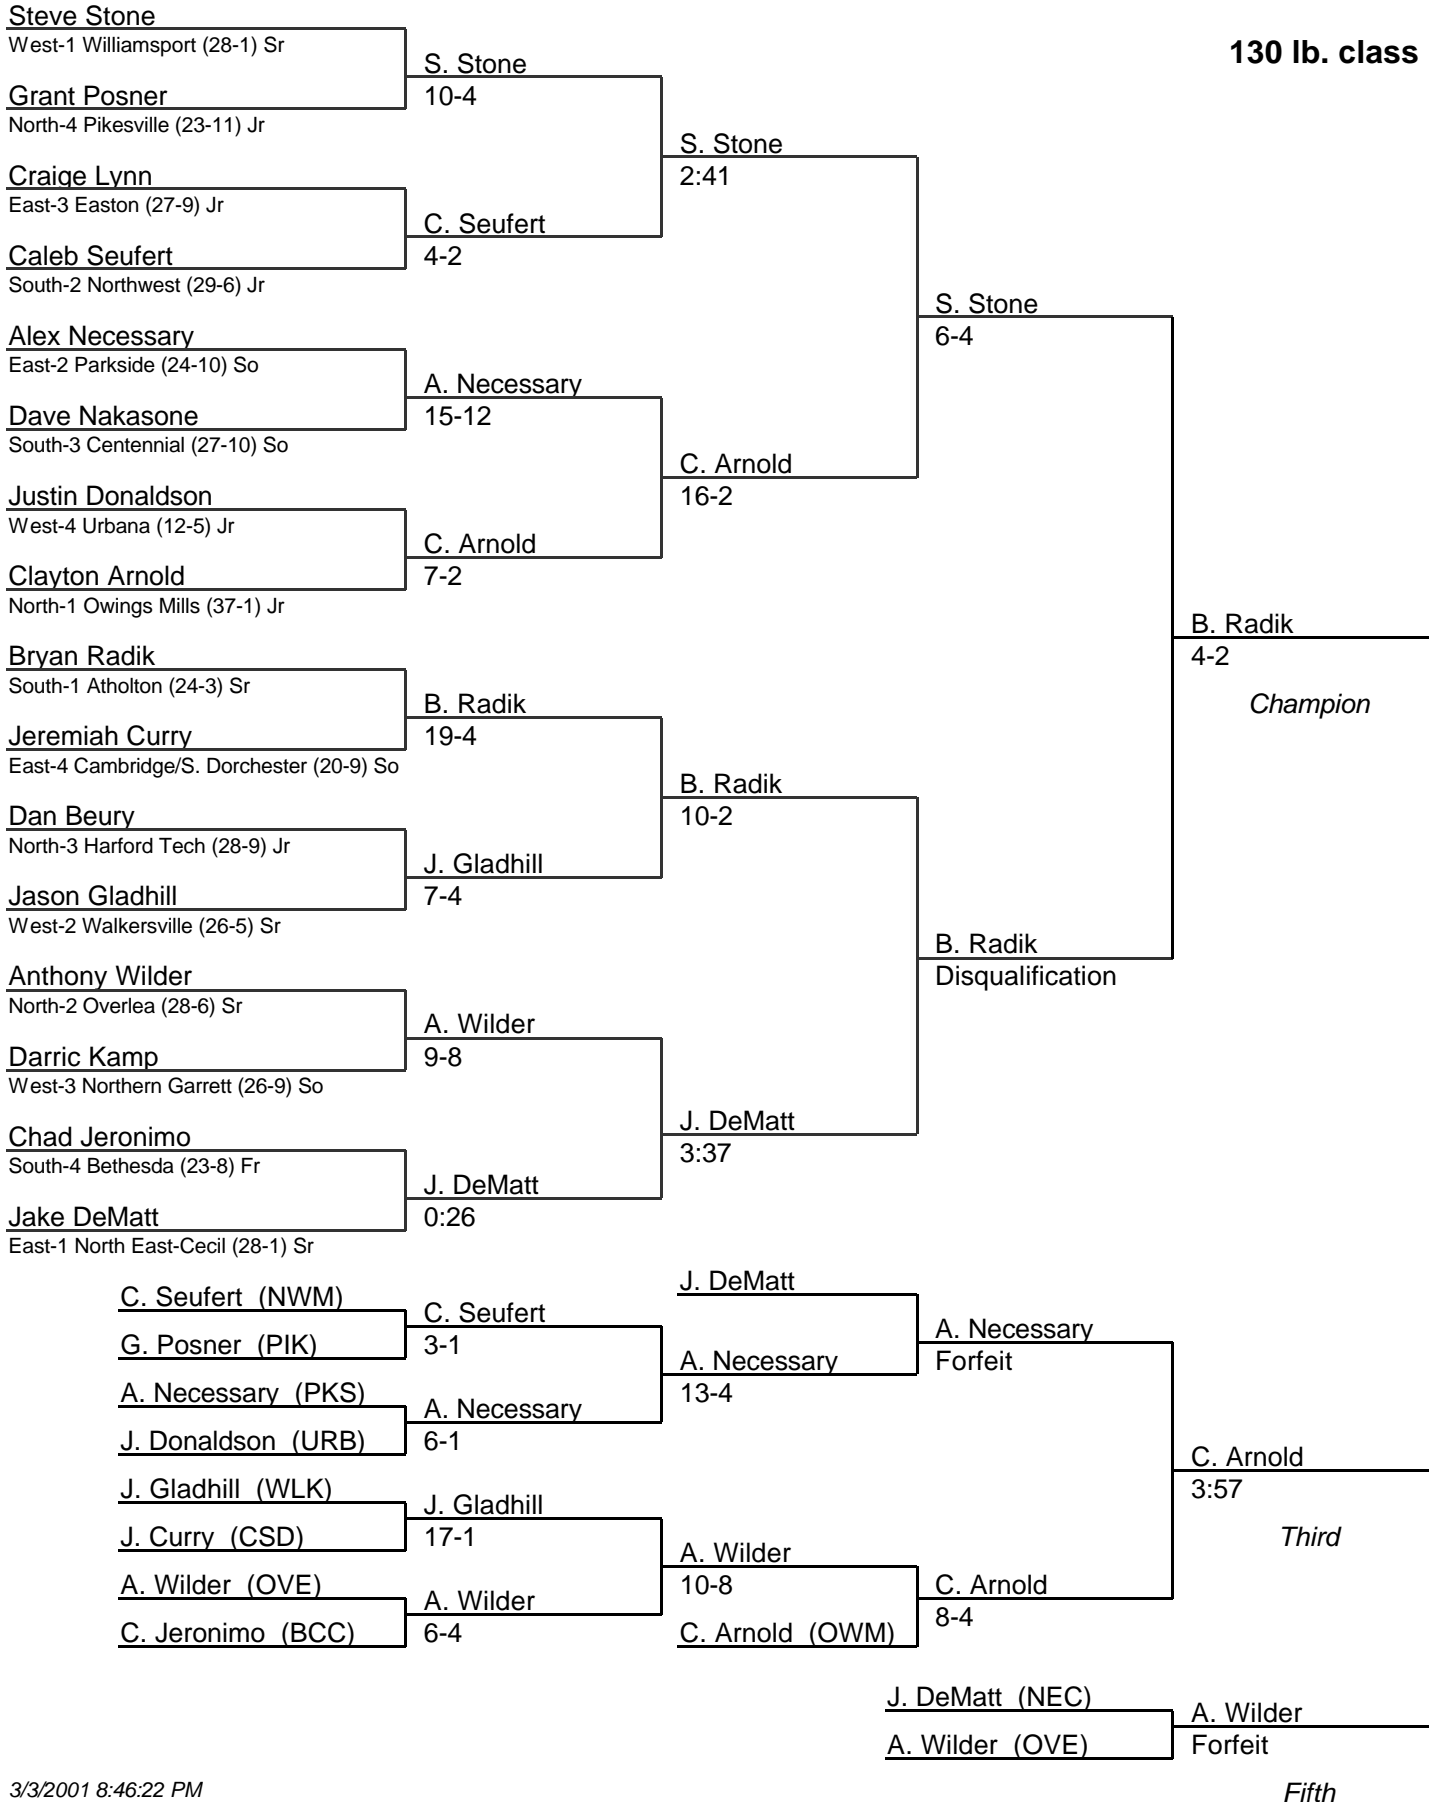 Steve Stone
West-1 Williamsport (28-1) Sr
130 lb. class
S. Stone
10-4
Grant Posner
North-4 Pikesville (23-11) Jr
S. Stone
2:41
Craige Lynn
East-3 Easton (27-9) Jr
C. Seufert
4-2
Caleb Seufert
South-2 Northwest (29-6) Jr
S. Stone
6-4
Alex Necessary
East-2 Parkside (24-10) So
A. Necessary
15-12
Dave Nakasone
South-3 Centennial (27-10) So
C. Arnold
16-2
Justin Donaldson
West-4 Urbana (12-5) Jr
C. Arnold
7-2
Clayton Arnold
North-1 Owings Mills (37-1) Jr
B. Radik
4-2
Champion
Bryan Radik
South-1 Atholton (24-3) Sr
B. Radik
19-4
Jeremiah Curry
East-4 Cambridge/S. Dorchester (20-9) So
B. Radik
10-2
Dan Beury
North-3 Harford Tech (28-9) Jr
J. Gladhill
7-4
Jason Gladhill
West-2 Walkersville (26-5) Sr
B. Radik
Disqualification
Anthony Wilder
North-2 Overlea (28-6) Sr
A. Wilder
9-8
Darric Kamp
West-3 Northern Garrett (26-9) So
J. DeMatt
3:37
Chad Jeronimo
South-4 Bethesda (23-8) Fr
J. DeMatt
0:26
Jake DeMatt
East-1 North East-Cecil (28-1) Sr
C. Seufert (NWM)
G. Posner (PIK)
C. Seufert
3-1
A. Necessary (PKS)
J. Donaldson (URB)
A. Necessary
6-1
J. DeMatt
A. Necessary
13-4
A. Necessary
Forfeit
J. Gladhill (WLK)
J. Curry (CSD)
J. Gladhill
17-1
A. Wilder (OVE)
C. Jeronimo (BCC)
A. Wilder
6-4
A. Wilder
10-8
C. Arnold (OWM)
C. Arnold
8-4
C. Arnold
3:57
Third
J. DeMatt (NEC)
A. Wilder (OVE)
A. Wilder
Forfeit
Fifth
3/3/2001 8:46:22 PM